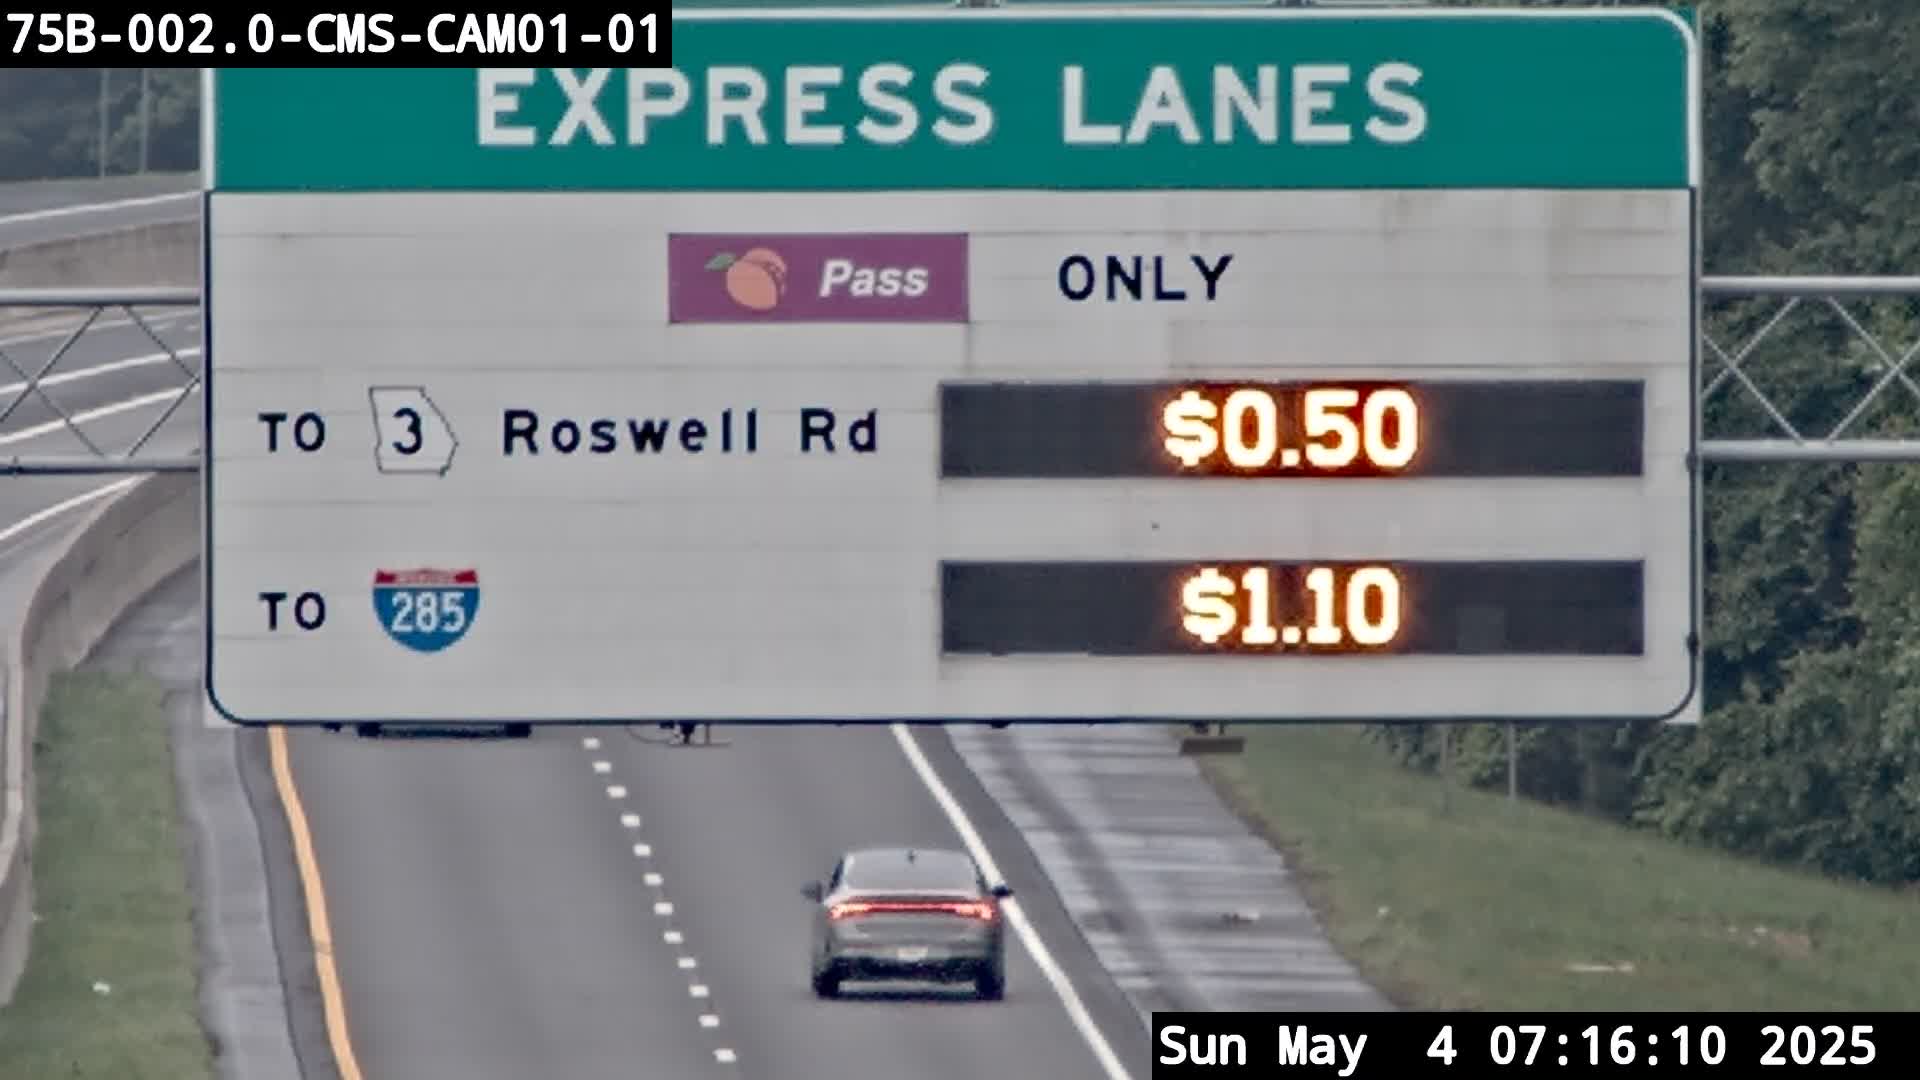 75B-002.0-CMS-CAM01-01
EXPRESS LANES
Pass ONLY
TO 3 Roswell Rd $0.50
TO 285 $1.10
Sun May 4 07:16:10 2025